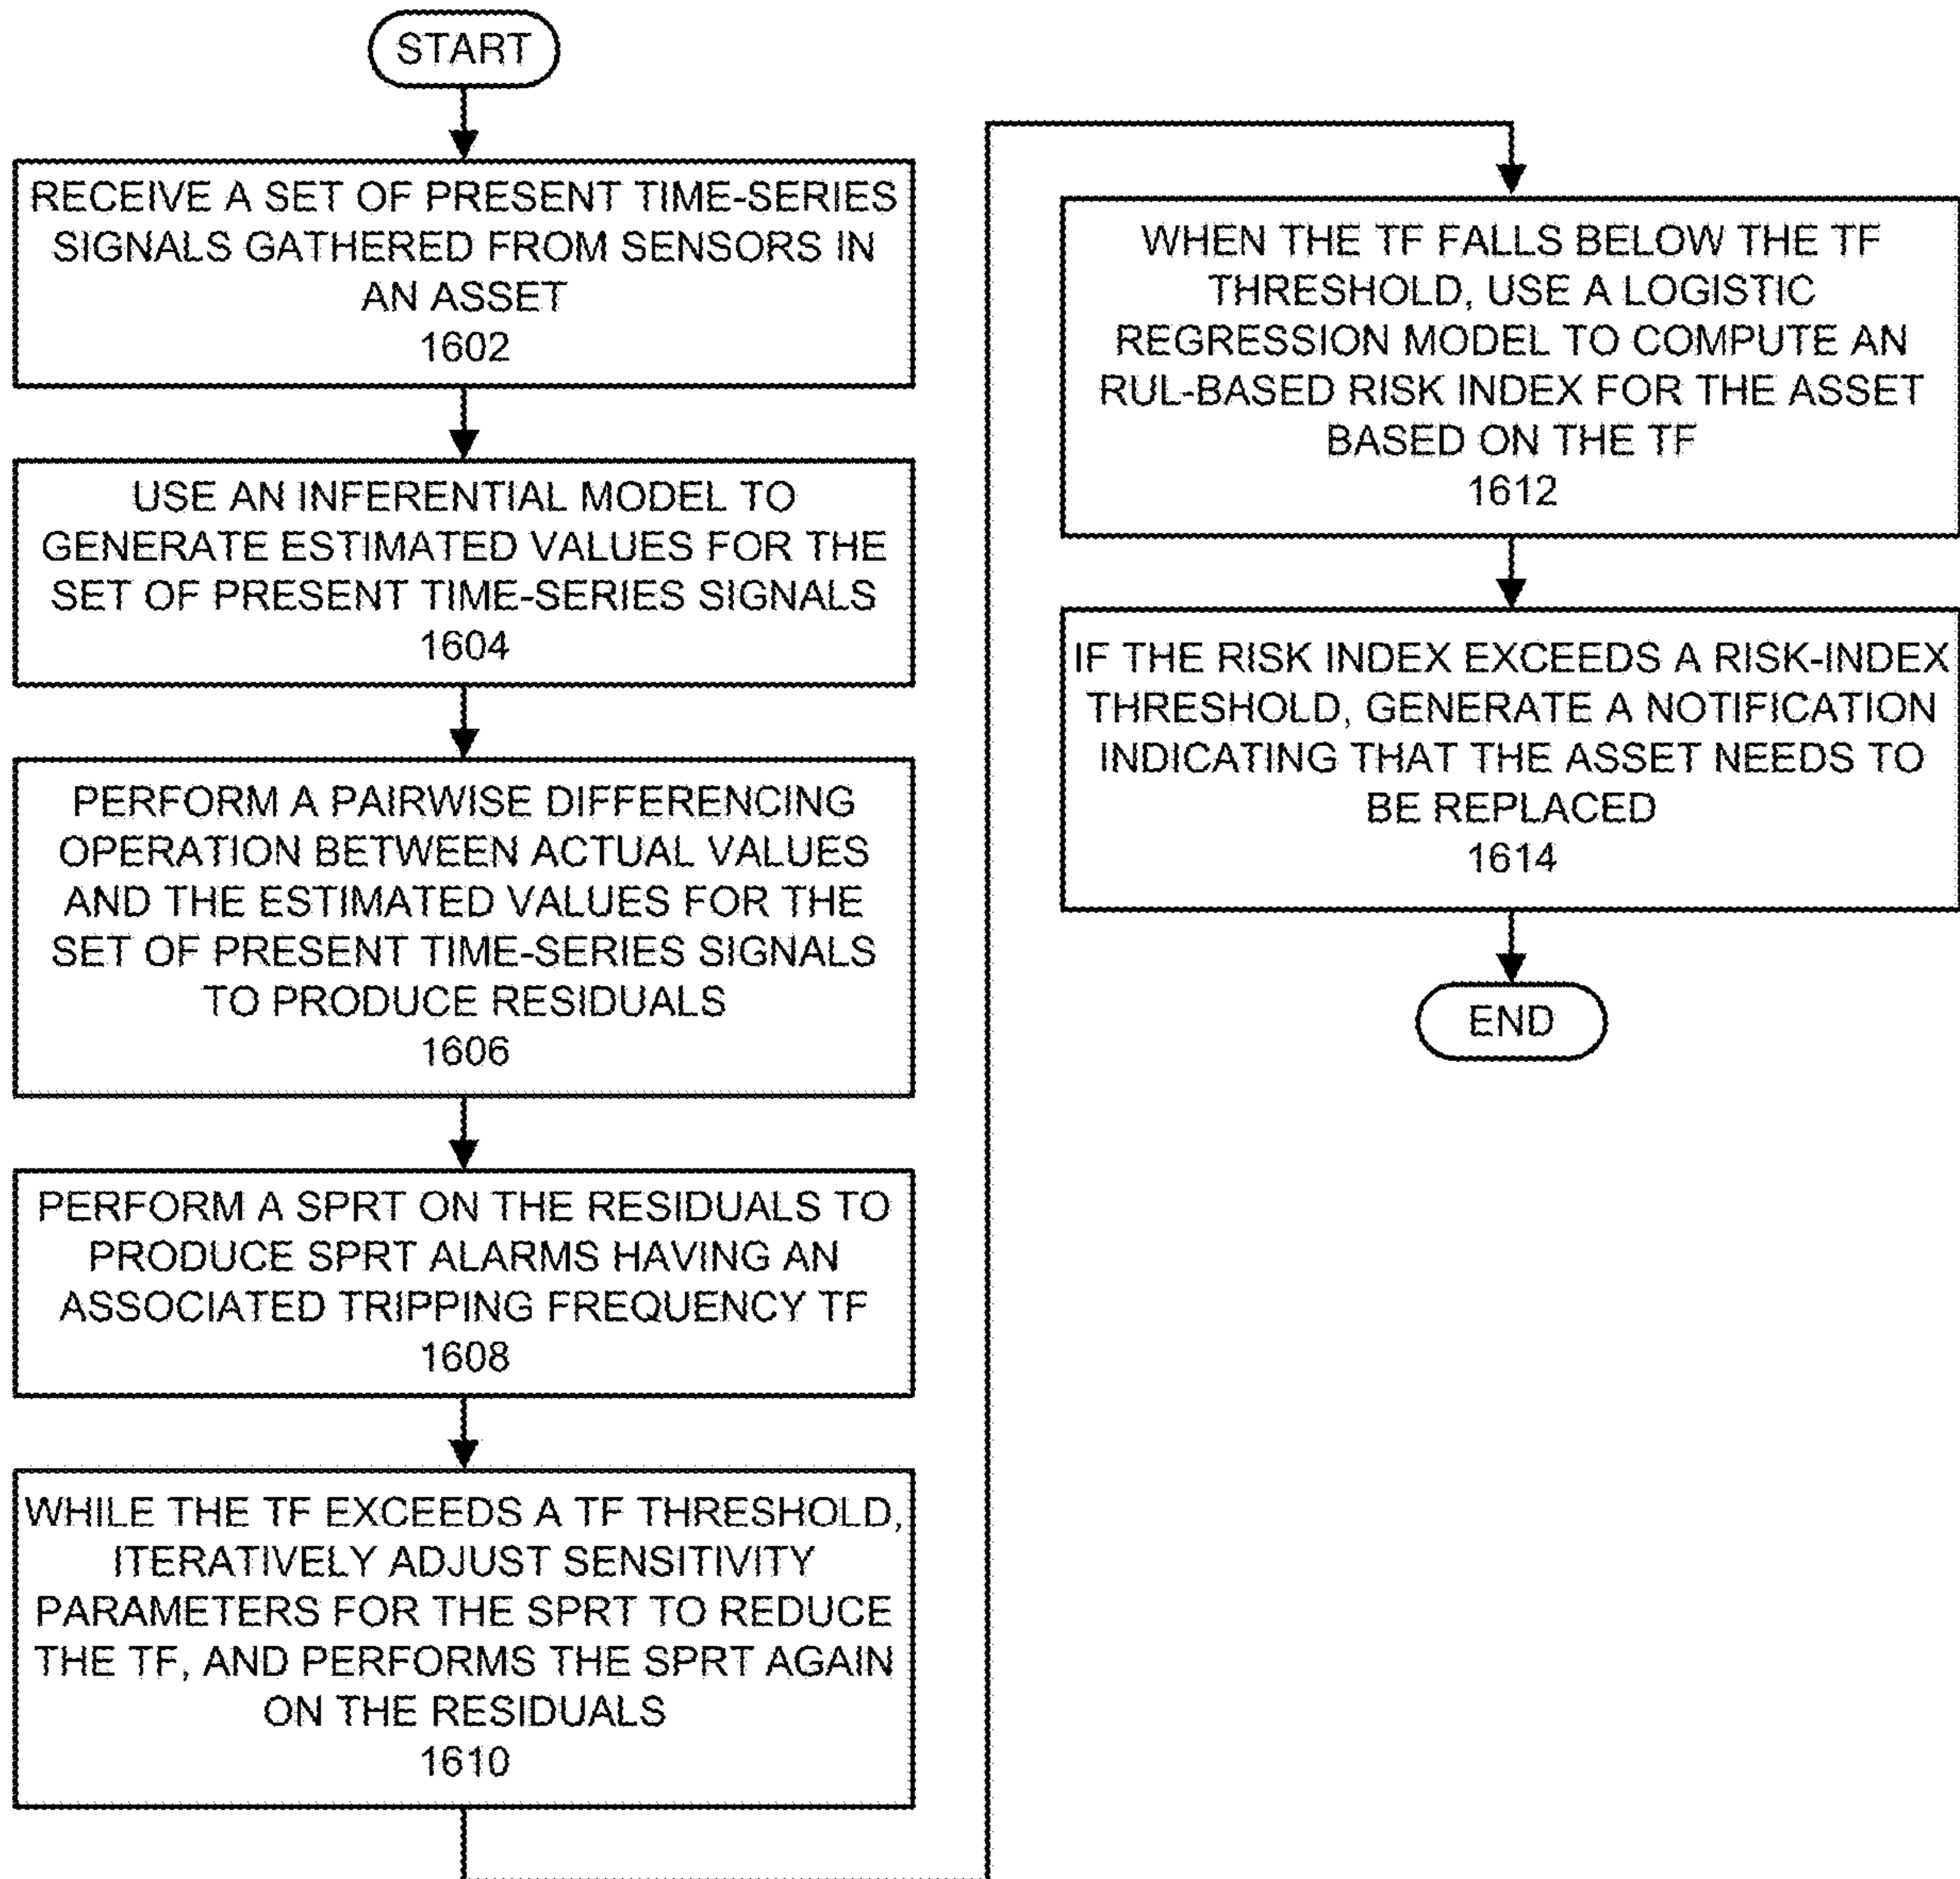 START
RECEIVE A SET OF PRESENT TIME-SERIES
SIGNALS GATHERED FROM SENSORS IN
AN ASSET
1602
USE AN INFERENTIAL MODEL TO
GENERATE ESTIMATED VALUES FOR THE
SET OF PRESENT TIME-SERIES SIGNALS
1604
PERFORM A PAIRWISE DIFFERENCING
OPERATION BETWEEN ACTUAL VALUES
AND THE ESTIMATED VALUES FOR THE
SET OF PRESENT TIME-SERIES SIGNALS
TO PRODUCE RESIDUALS
1606
PERFORM A SPRT ON THE RESIDUALS TO
PRODUCE SPRT ALARMS HAVING AN
ASSOCIATED TRIPPING FREQUENCY TF
1608
WHILE THE TF EXCEEDS A TF THRESHOLD,
ITERATIVELY ADJUST SENSITIVITY
PARAMETERS FOR THE SPRT TO REDUCE
THE TF, AND PERFORMS THE SPRT AGAIN
ON THE RESIDUALS
1610
WHEN THE TF FALLS BELOW THE TF
THRESHOLD, USE A LOGISTIC
REGRESSION MODEL TO COMPUTE AN
RUL-BASED RISK INDEX FOR THE ASSET
BASED ON THE TF
1612
IF THE RISK INDEX EXCEEDS A RISK-INDEX
THRESHOLD, GENERATE A NOTIFICATION
INDICATING THAT THE ASSET NEEDS TO
BE REPLACED
1614
END